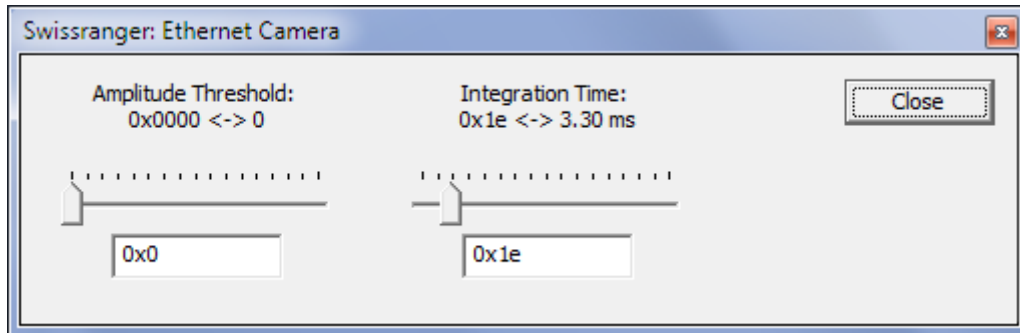 Swissranger: Ethernet Camera
Amplitude Threshold:
0x0000 <-> 0
Integration Time:
0x1e <-> 3.30 ms
Close
0x0
0x1e